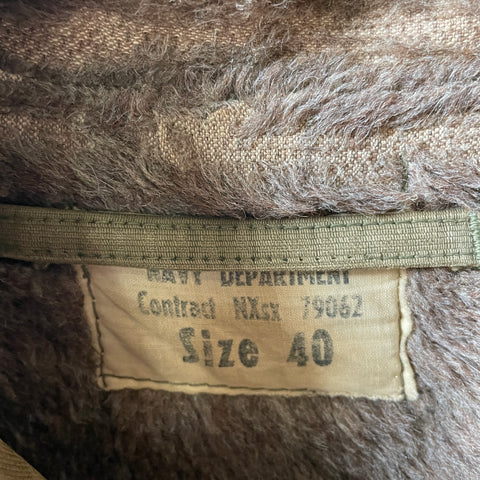 NAVY DEPARTMENT
Contract NXsx 79062
Size 40